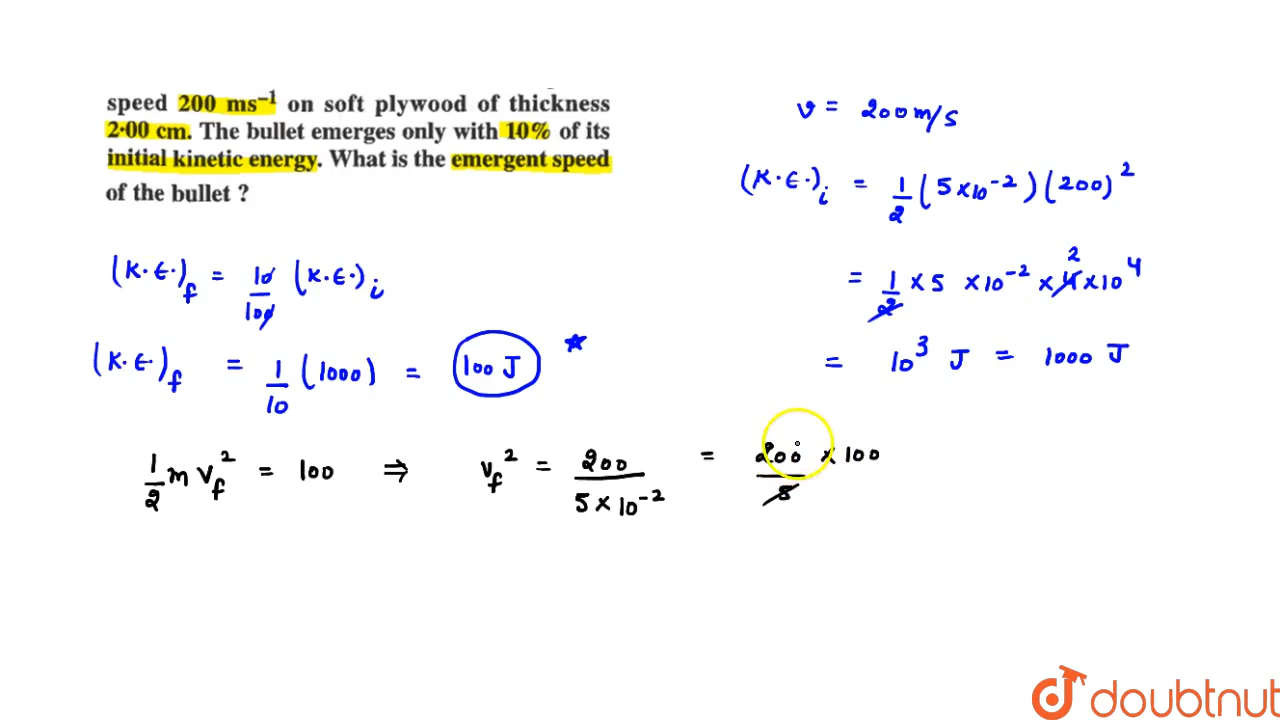 speed 200 ms⁻¹ on soft plywood of thickness
2·00 cm. The bullet emerges only with 10% of its
initial kinetic energy. What is the emergent speed
of the bullet ?
v = 200 m/s
(K·E·)i = 1/2 (5×10⁻²)(200)²
= 1/2 × 5 × 10⁻² × 4 2 × 10⁴
= 10³ J = 1000 J
(K·E·)f = 10/100 (K·E·)i
(K·E·)f = 1/10 (1000) = 100 J ☆
1/2 m vf² = 100 ⇒ vf² = 200/5×10⁻² = 200/5 × 100
doubtnut